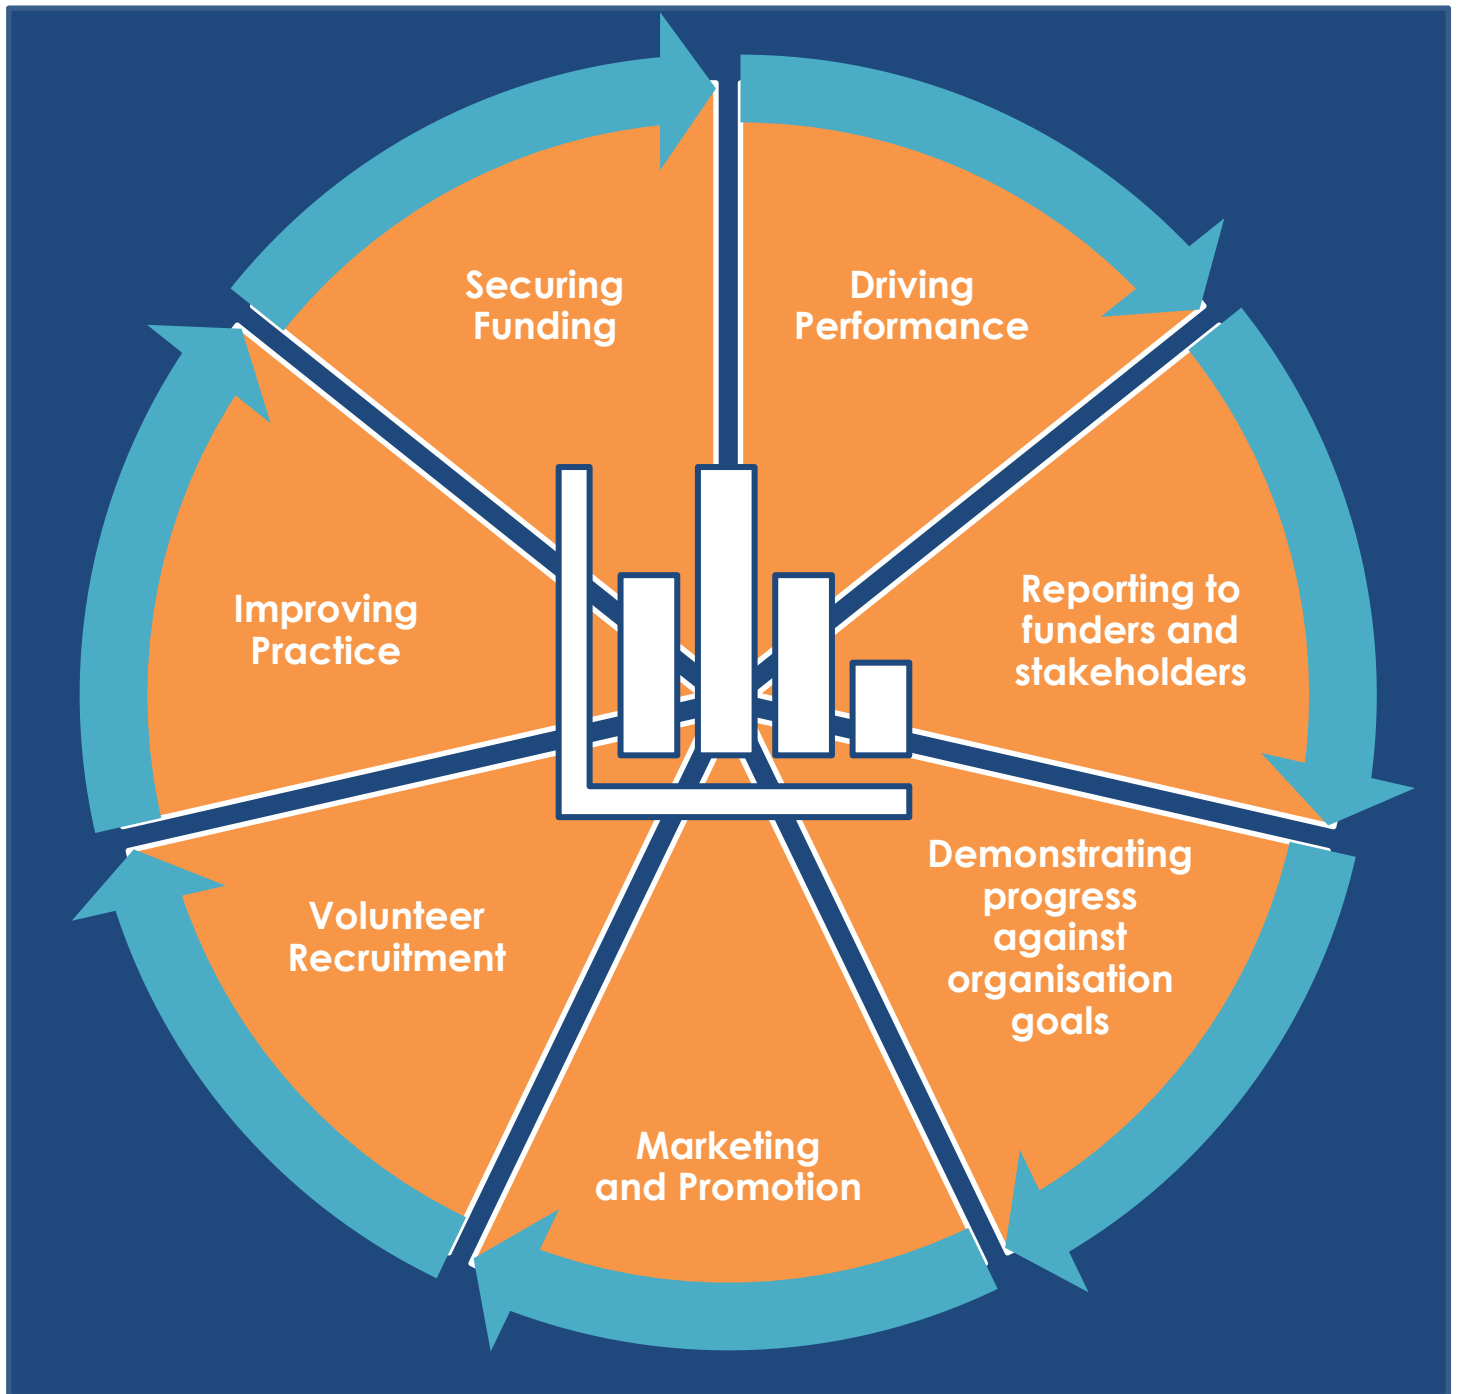 Securing
Funding
Driving
Performance
Reporting to
funders and
stakeholders
Demonstrating
progress
against
organisation
goals
Marketing
and Promotion
Volunteer
Recruitment
Improving
Practice